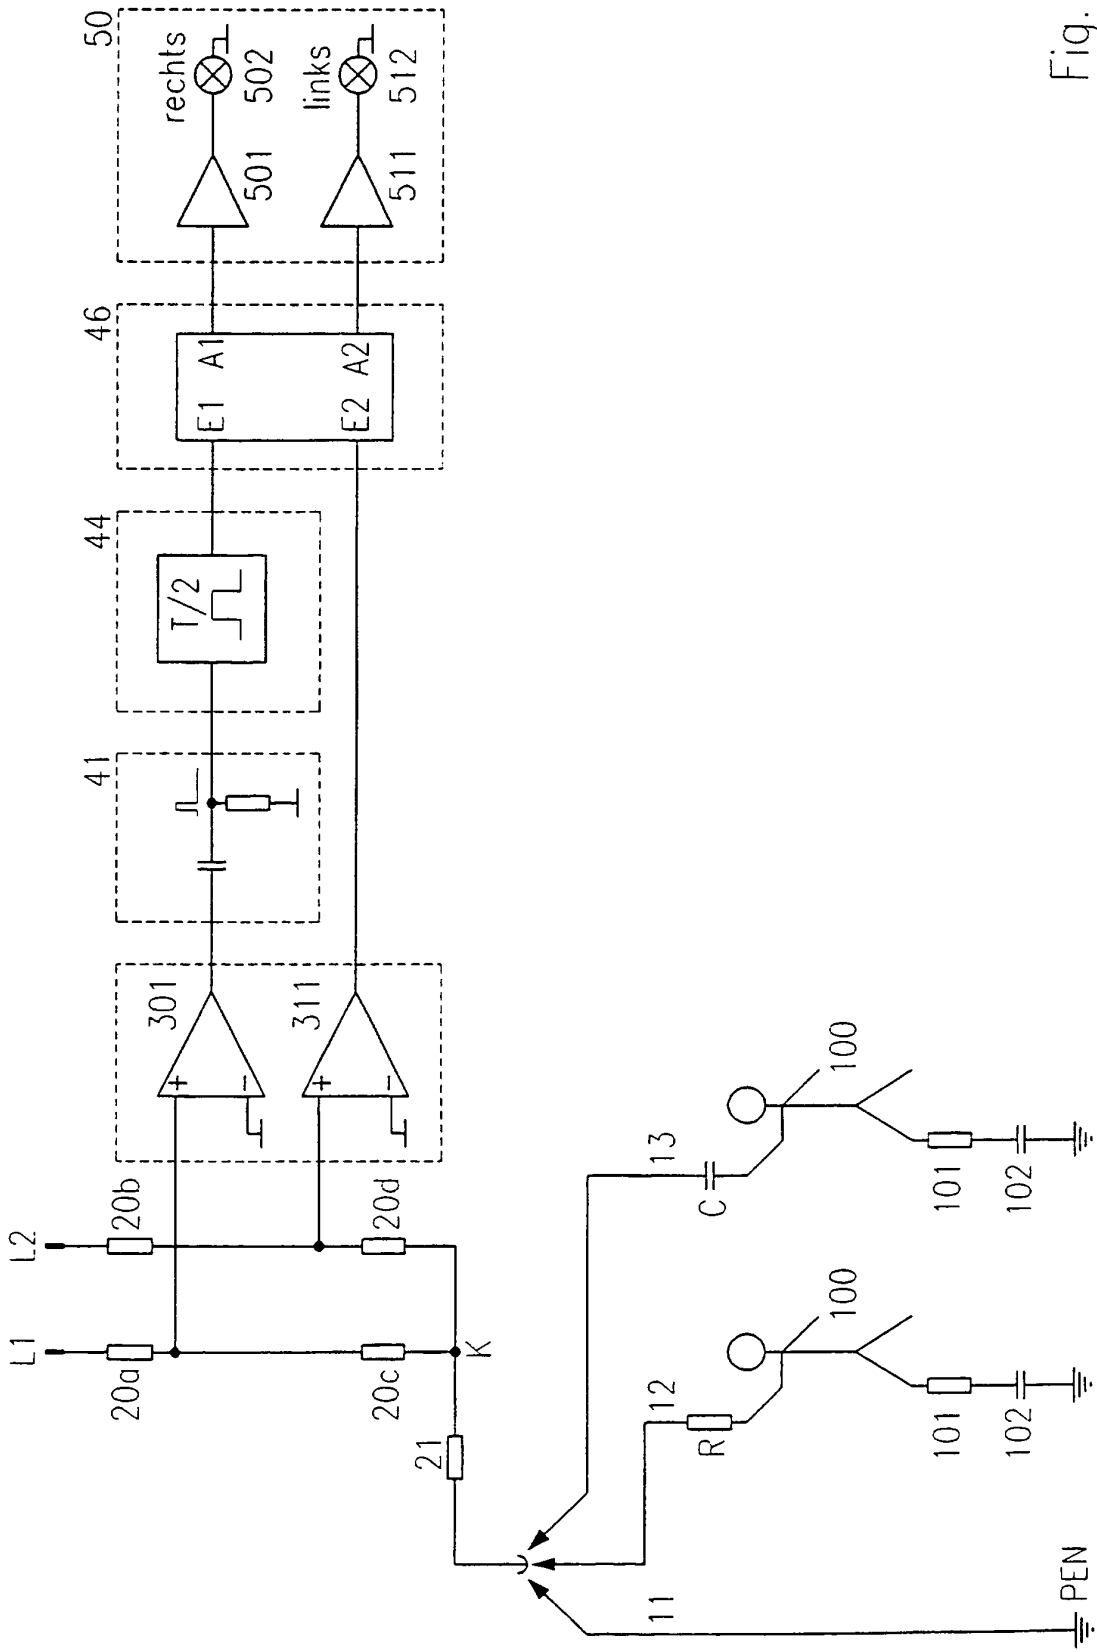 50
rechts
502
501
links
512
511
46
E1 A1
E2 A2
44
T/2
41
301
+
−
311
+
−
L1
L2
20a
20b
20c
20d
K
21
11
12
13
R
C
100
100
101
102
101
102
PEN
Fig.